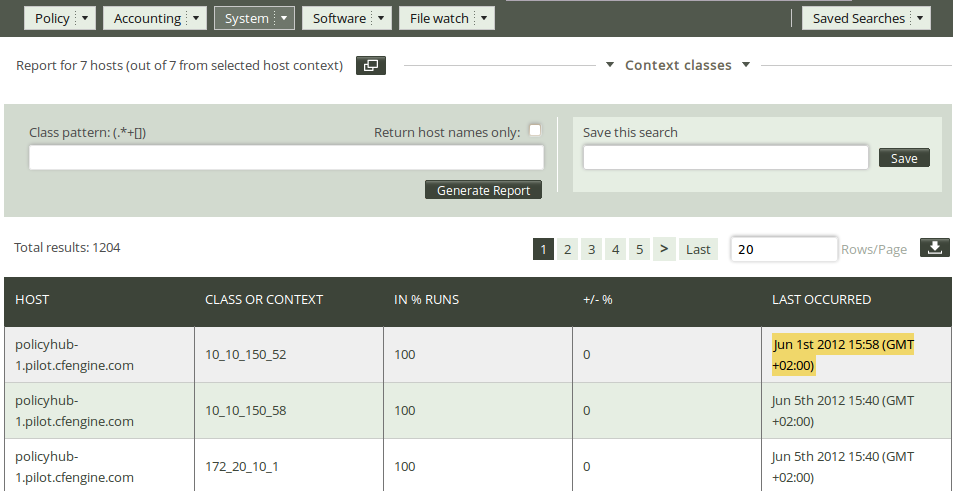 Policy Accounting System Software File watch Saved Searches
Report for 7 hosts (out of 7 from selected host context) Context classes
Class pattern: (.*+[]) Return host names only: Save this search
Save
Generate Report
Total results: 1204 1 2 3 4 5 > Last 20 Rows/Page
HOST CLASS OR CONTEXT IN % RUNS +/- % LAST OCCURRED
policyhub-
1.pilot.cfengine.com 10_10_150_52 100 0 Jun 1st 2012 15:58 (GMT
+02:00)
policyhub-
1.pilot.cfengine.com 10_10_150_58 100 0 Jun 5th 2012 15:40 (GMT
+02:00)
policyhub-
1.pilot.cfengine.com 172_20_10_1 100 0 Jun 5th 2012 15:40 (GMT
+02:00)